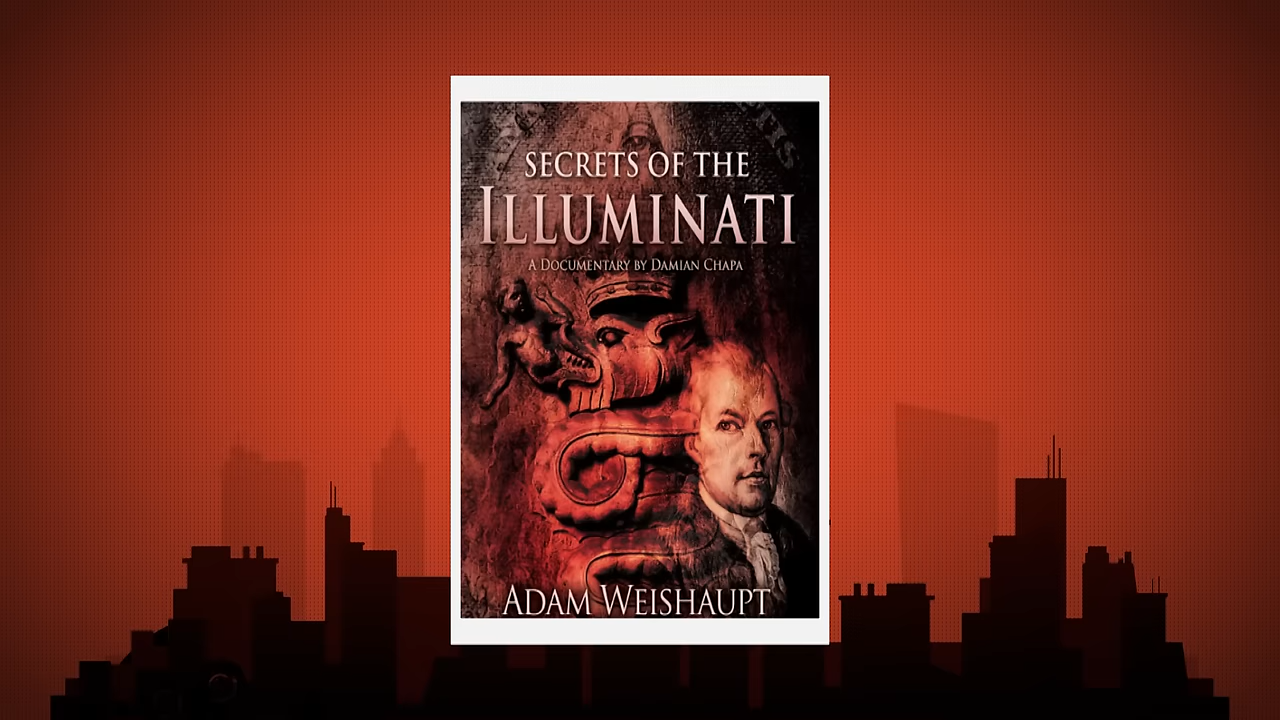 SECRETS OF THE
ILLUMINATI
A DOCUMENTARY BY DAMIAN CHAPA
ADAM WEISHAUPT